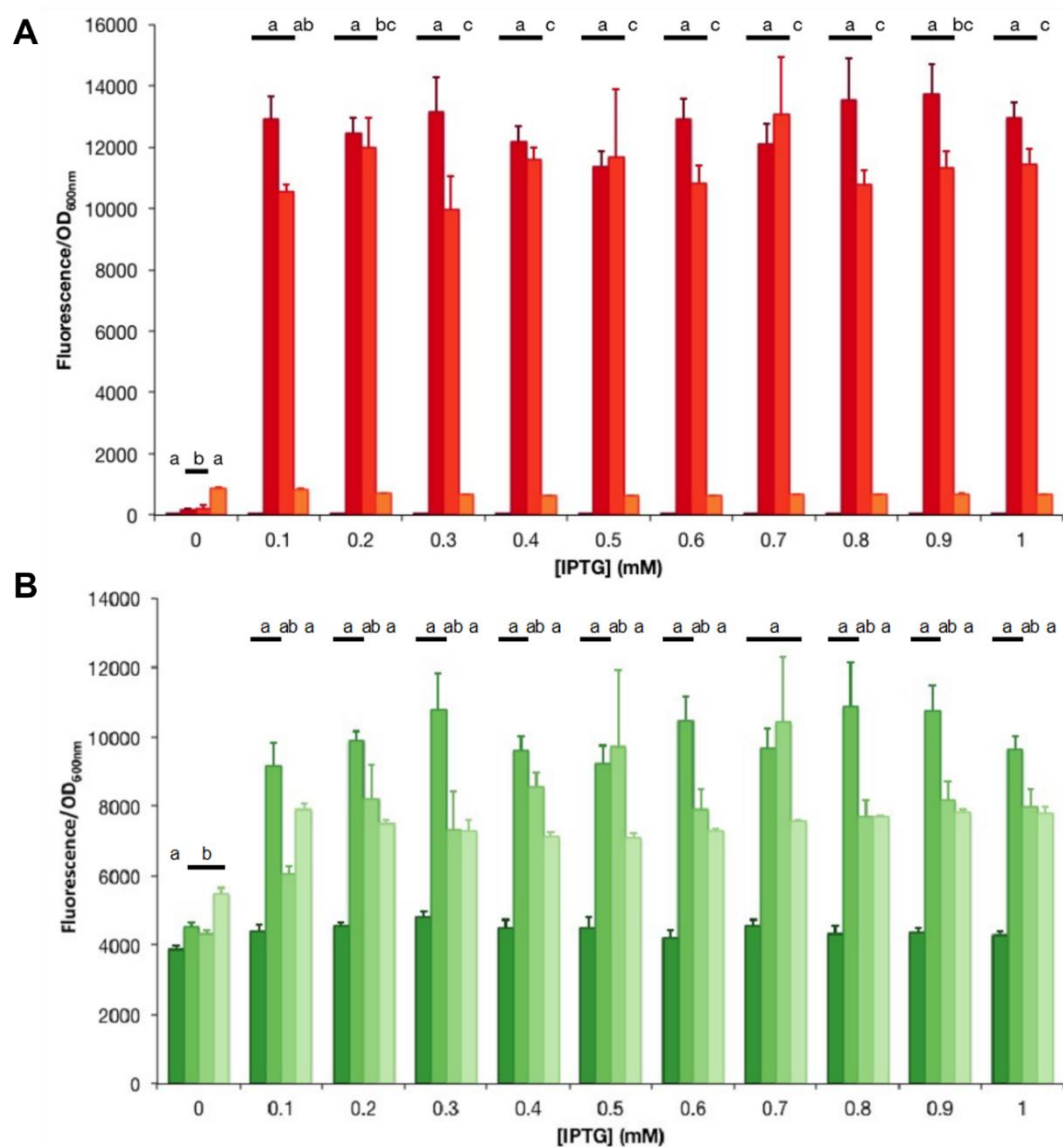 A
16000
14000
12000
10000
8000
6000
4000
2000
0
Fluorescence/OD600nm
a b a
a ab
a bc
a c
a c
a c
a c
a c
a c
a bc
a c
0 0.1 0.2 0.3 0.4 0.5 0.6 0.7 0.8 0.9 1
[IPTG] (mM)
B
14000
12000
10000
8000
6000
4000
2000
0
Fluorescence/OD600nm
a b
a ab a
a ab a
a ab a
a ab a
a ab a
a ab a
a
a ab a
a ab a
a ab a
0 0.1 0.2 0.3 0.4 0.5 0.6 0.7 0.8 0.9 1
[IPTG] (mM)